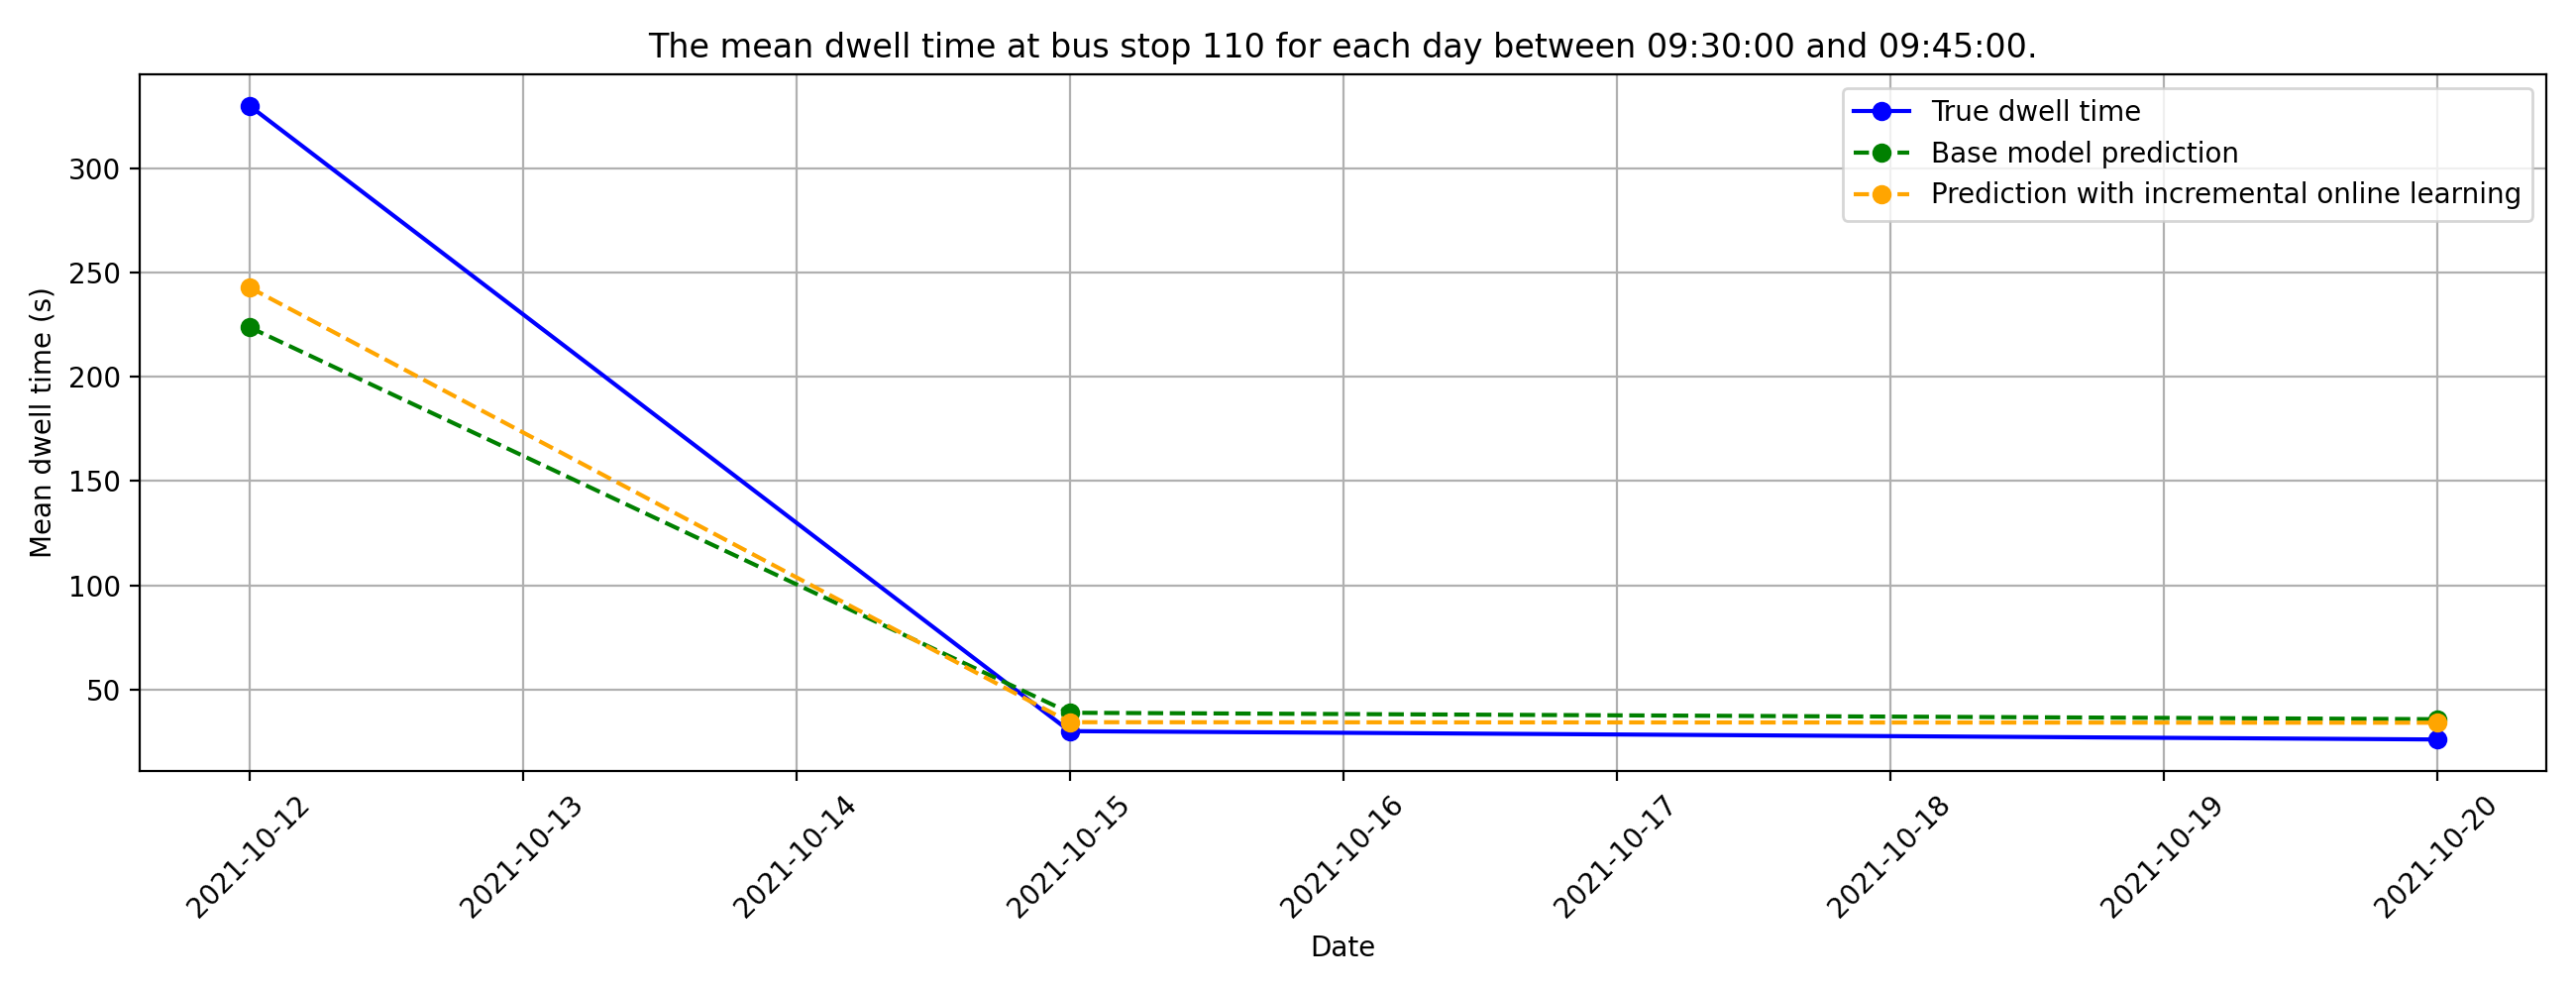 The mean dwell time at bus stop 110 for each day between 09:30:00 and 09:45:00.
True dwell time
Base model prediction
Prediction with incremental online learning
Mean dwell time (s)
300
250
200
150
100
50
2021-10-12
2021-10-13
2021-10-14
2021-10-15
2021-10-16
2021-10-17
2021-10-18
2021-10-19
2021-10-20
Date